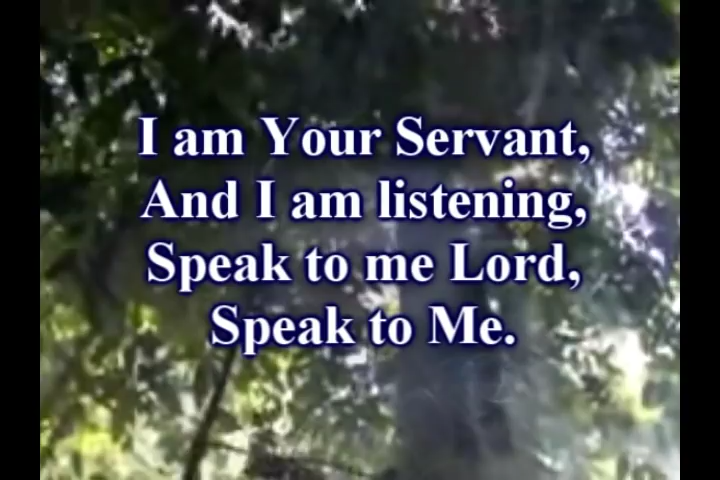 I am Your Servant,
And I am listening,
Speak to me Lord,
Speak to Me.